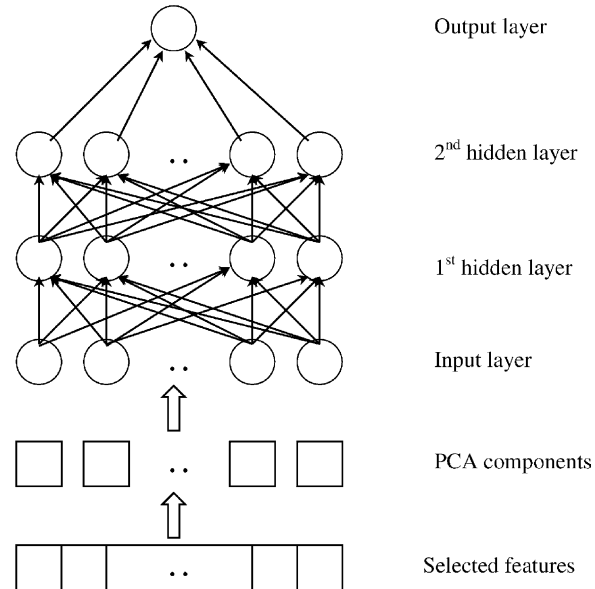 Output layer
2nd hidden layer
1st hidden layer
Input layer
PCA components
Selected features